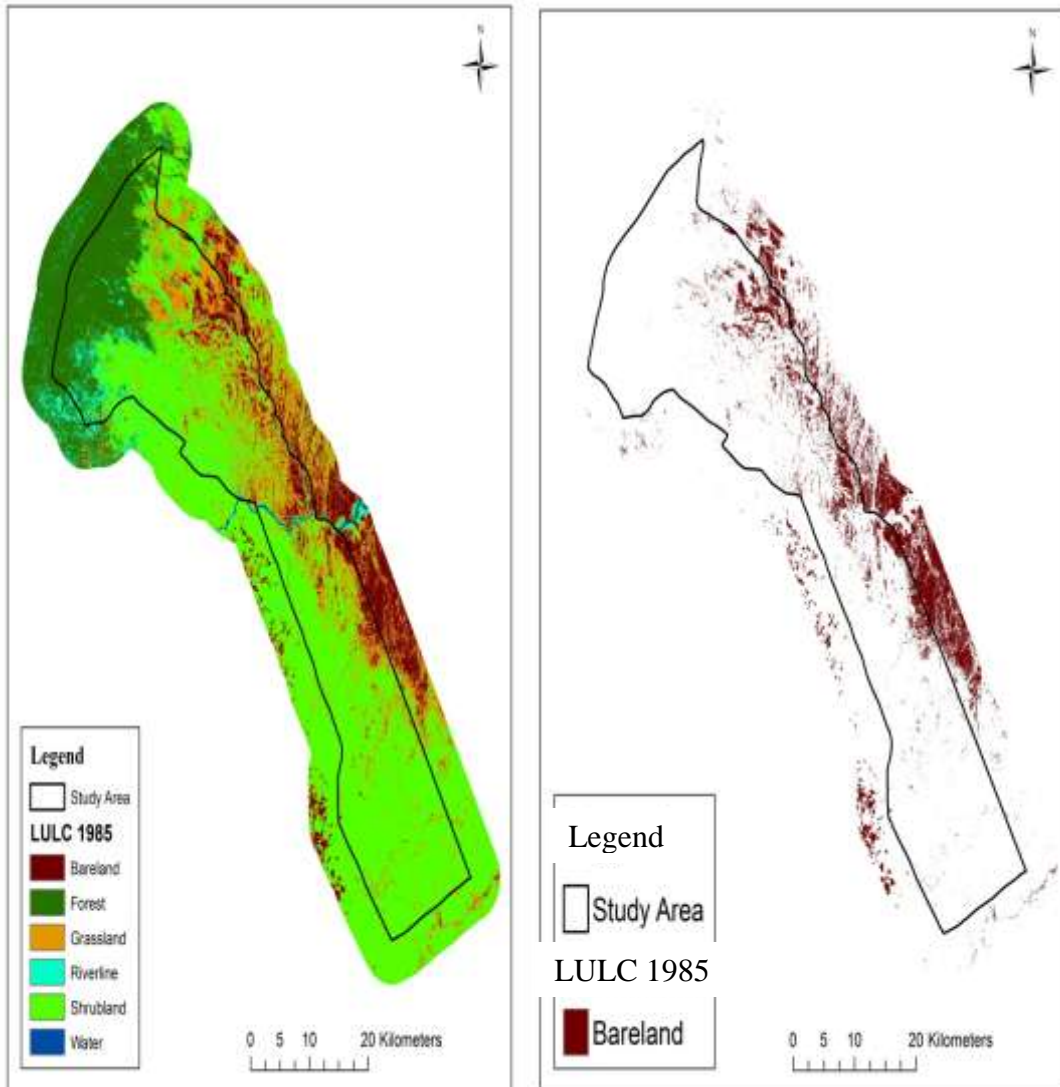 N
Legend
Study Area
LULC 1985
Bareland
Forest
Grassland
Riverline
Shrubland
Water
0 5 10 20 Kilometers
N
Legend
Study Area
LULC 1985
Bareland
0 5 10 20 Kilometers